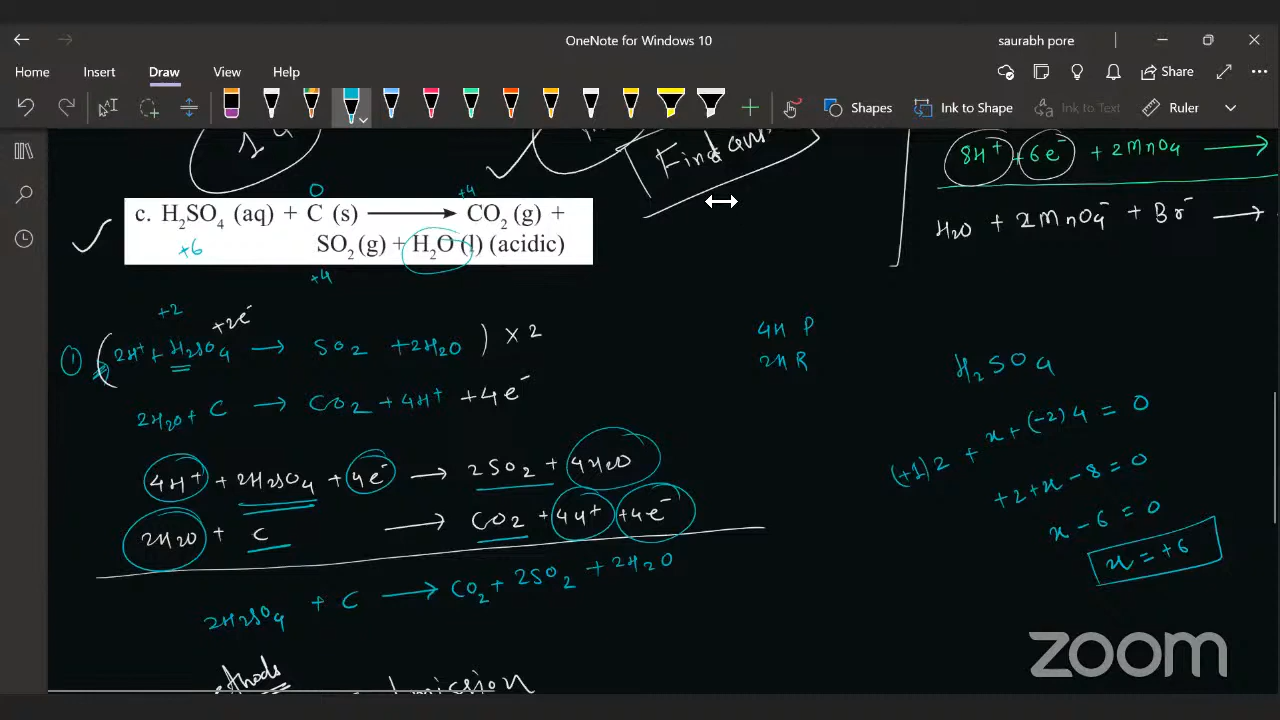 OneNote for Windows 10
saurabh pore
Home Insert Draw View Help
Share
Shapes Ink to Shape Ink to Text Ruler
Find ans
8H⁺ + 6e⁻ + 2MnO₄ ⟶
H₂O + 2MnO₄⁻ + Br⁻ ⟶
0 +4
c. H₂SO₄ (aq) + C (s) ⟶ CO₂ (g) +
SO₂ (g) + H₂O (l) (acidic)
+6
+4
+2
① (2H⁺ + H₂SO₄ +2e⁻ ⟶ SO₂ + 2H₂O) × 2
2H₂O + C ⟶ CO₂ + 4H⁺ + 4e⁻
4H P
2H R
4H⁺ + 2H₂SO₄ + 4e⁻ ⟶ 2SO₂ + 4H₂O
2H₂O + C ⟶ CO₂ + 4H⁺ + 4e⁻
2H₂SO₄ + C ⟶ CO₂ + 2SO₂ + 2H₂O
H₂SO₄
(+1)2 + x + (-2)4 = 0
+2 + x - 8 = 0
x - 6 = 0
x = +6
zoom